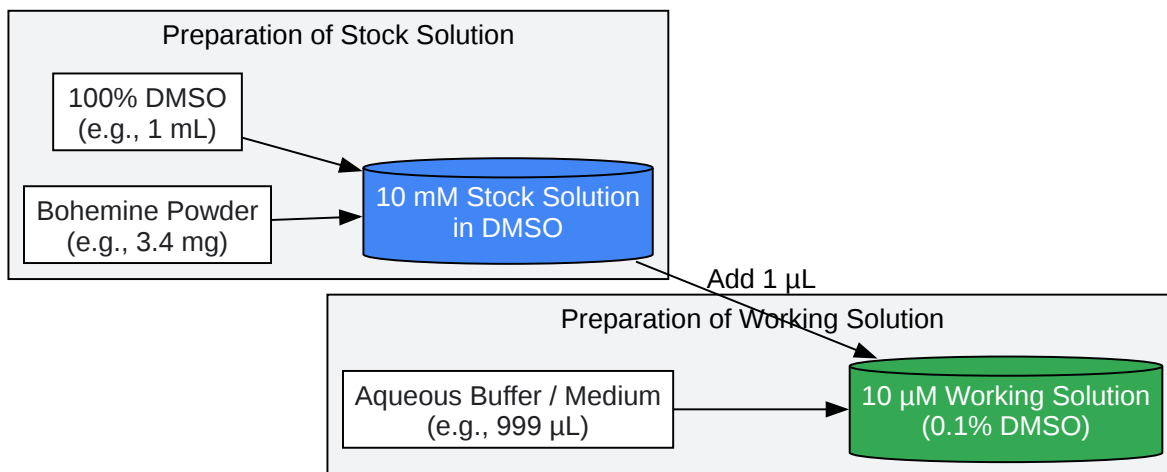 Preparation of Stock Solution
100% DMSO
(e.g., 1 mL)
Bohemine Powder
(e.g., 3.4 mg)
10 mM Stock Solution
in DMSO
Add 1 µL
Preparation of Working Solution
Aqueous Buffer / Medium
(e.g., 999 µL)
10 µM Working Solution
(0.1% DMSO)